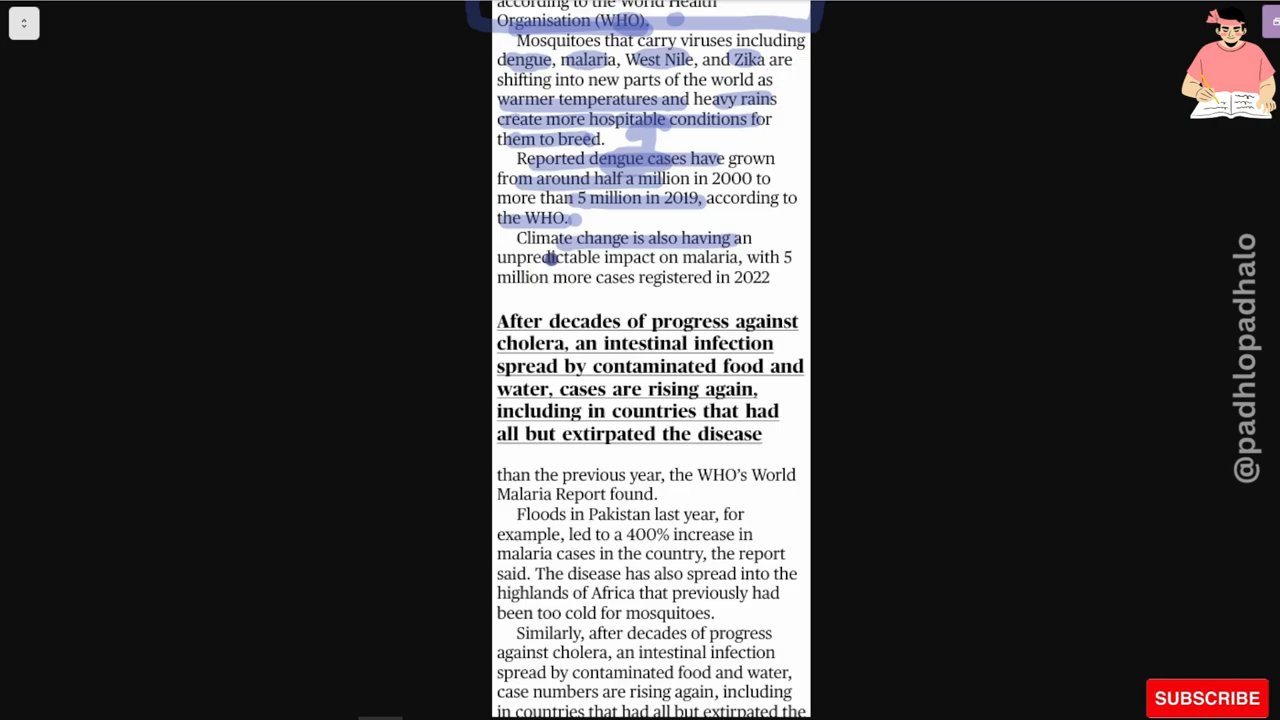 according to the World Health
Organisation (WHO).
Mosquitoes that carry viruses including
dengue, malaria, West Nile, and Zika are
shifting into new parts of the world as
warmer temperatures and heavy rains
create more hospitable conditions for
them to breed.
Reported dengue cases have grown
from around half a million in 2000 to
more than 5 million in 2019, according to
the WHO.
Climate change is also having an
unpredictable impact on malaria, with 5
million more cases registered in 2022
After decades of progress against
cholera, an intestinal infection
spread by contaminated food and
water, cases are rising again,
including in countries that had
all but extirpated the disease
than the previous year, the WHO's World
Malaria Report found.
Floods in Pakistan last year, for
example, led to a 400% increase in
malaria cases in the country, the report
said. The disease has also spread into the
highlands of Africa that previously had
been too cold for mosquitoes.
Similarly, after decades of progress
against cholera, an intestinal infection
spread by contaminated food and water,
case numbers are rising again, including
in countries that had all but extirpated the
@padhlopadhalo
SUBSCRIBE